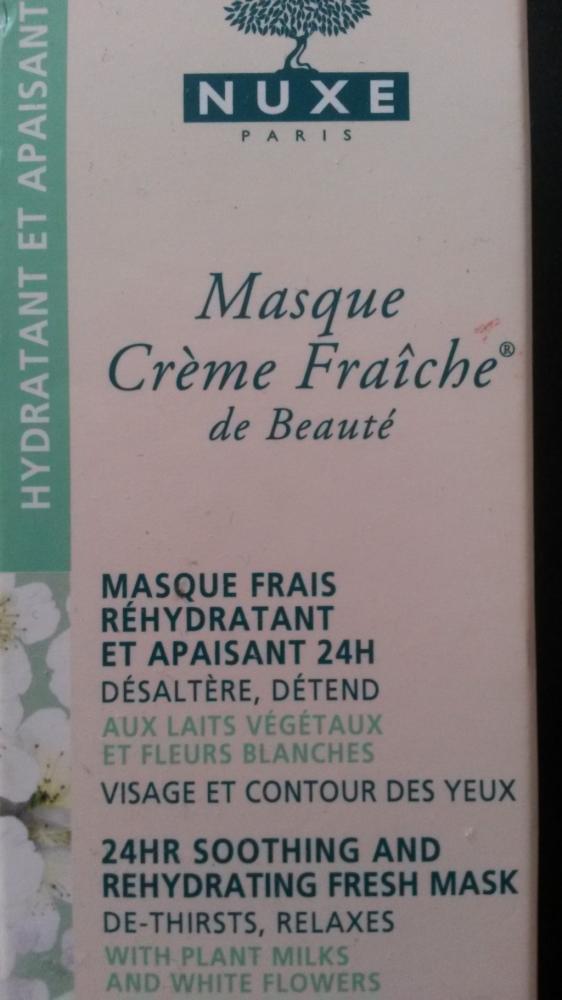 HYDRATANT ET APAISANT
NUXE
PARIS
Masque
Crème Fraîche®
de Beauté
MASQUE FRAIS
RÉHYDRATANT
ET APAISANT 24H
DÉSALTÈRE, DÉTEND
AUX LAITS VÉGÉTAUX
ET FLEURS BLANCHES
VISAGE ET CONTOUR DES YEUX
24HR SOOTHING AND
REHYDRATING FRESH MASK
DE-THIRSTS, RELAXES
WITH PLANT MILKS
AND WHITE FLOWERS